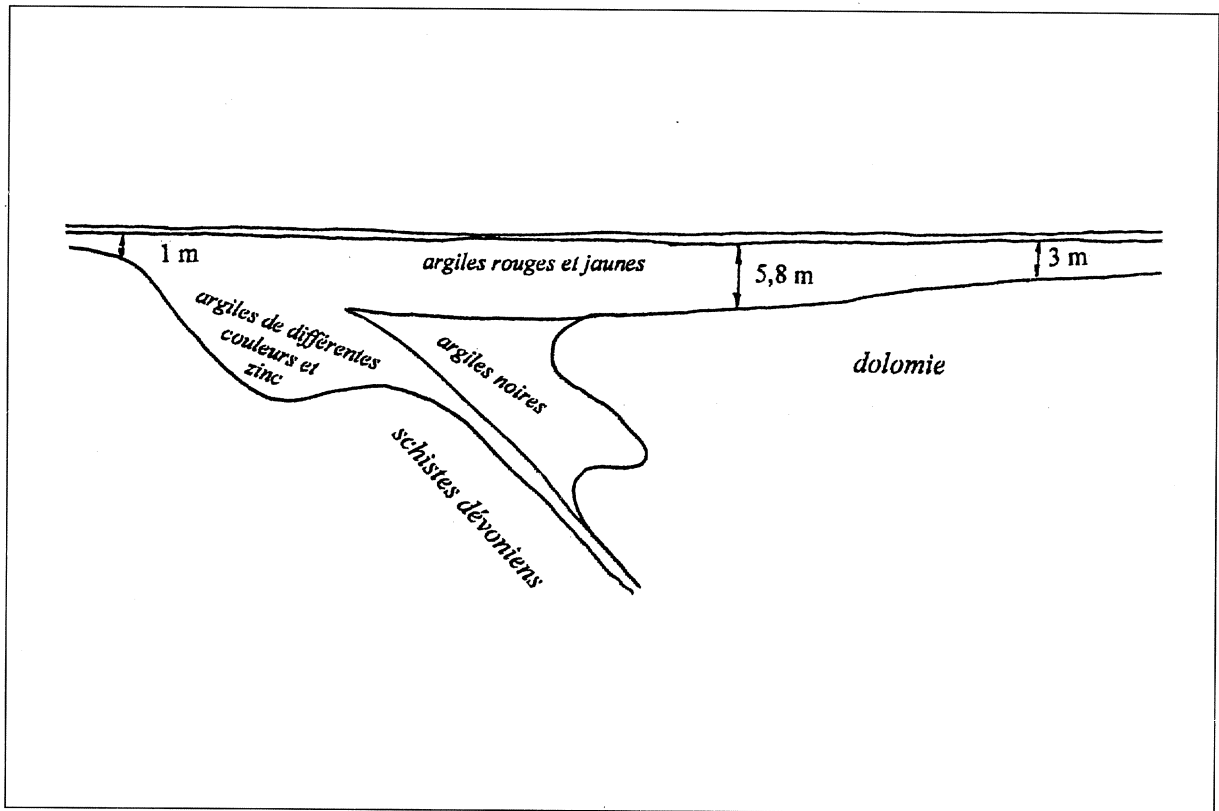 1 m
argiles rouges et jaunes
5,8 m
3 m
argiles de différentes
couleurs et
zinc
argiles noires
dolomie
schistes dévoniens